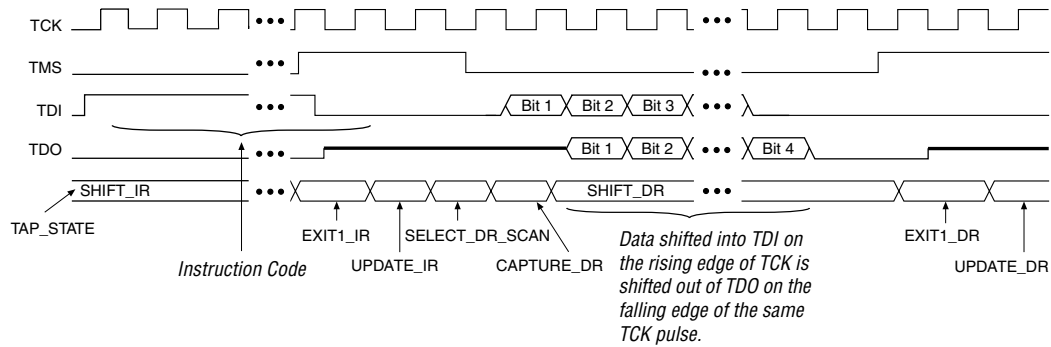 TCK
TMS
TDI Bit 1 Bit 2 Bit 3
TDO Bit 1 Bit 2 Bit 4
SHIFT_IR SHIFT_DR
TAP_STATE
EXIT1_IR SELECT_DR_SCAN EXIT1_DR
Instruction Code UPDATE_IR CAPTURE_DR UPDATE_DR
Data shifted into TDI on
the rising edge of TCK is
shifted out of TDO on the
falling edge of the same
TCK pulse.